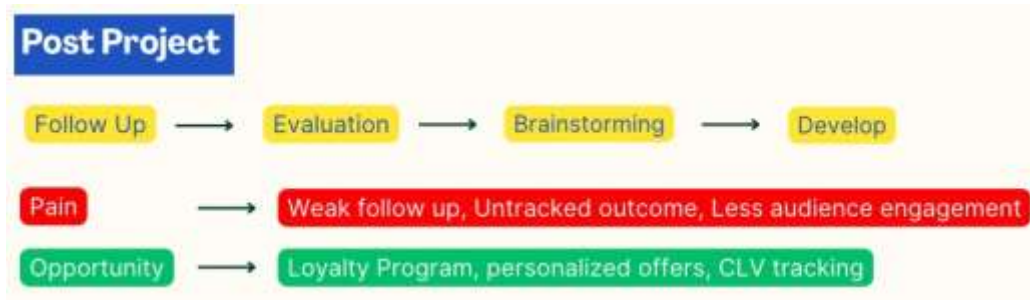 Post Project
Follow Up → Evaluation → Brainstorming → Develop
Pain → Weak follow up, Untracked outcome, Less audience engagement
Opportunity → Loyalty Program, personalized offers, CLV tracking